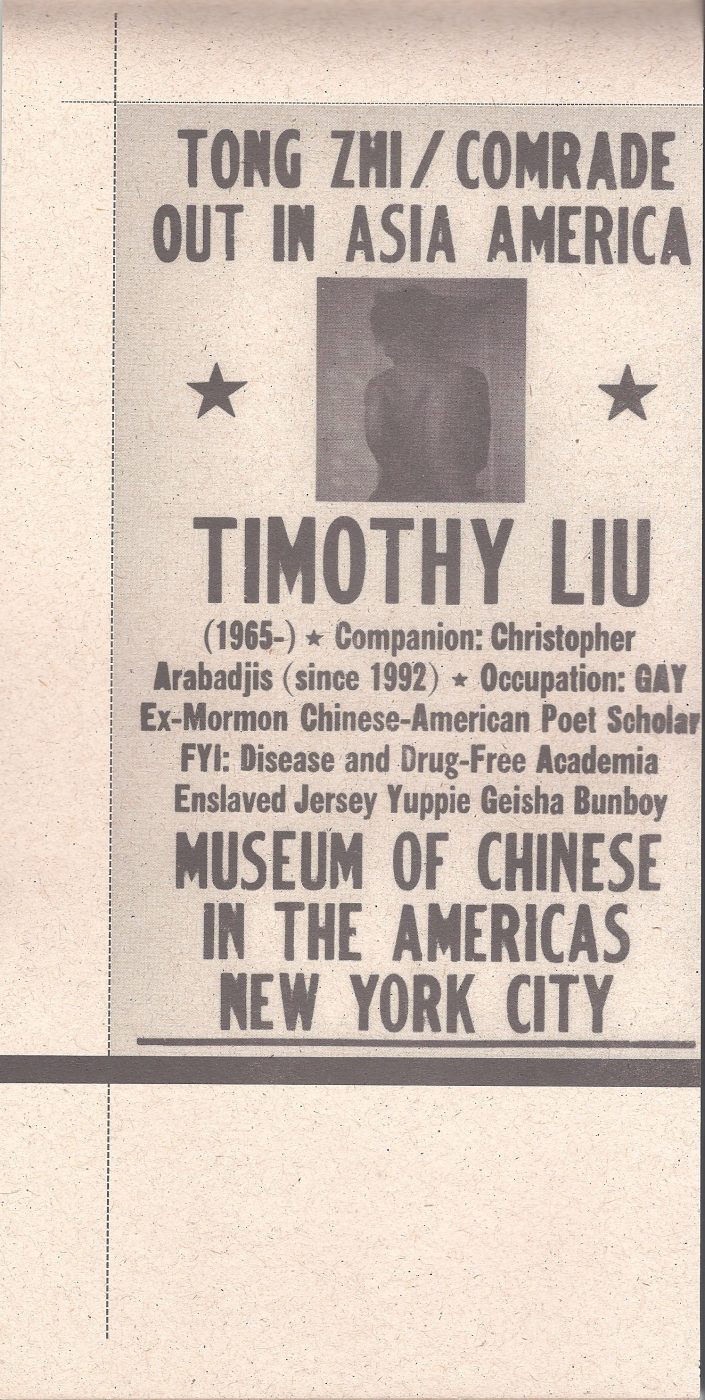 TONG ZHI/COMRADE
OUT IN ASIA AMERICA
TIMOTHY LIU
(1965-) ★ Companion: Christopher
Arabadjis (since 1992) ★ Occupation: GAY
Ex-Mormon Chinese-American Poet Scholar
FYI: Disease and Drug-Free Academia
Enslaved Jersey Yuppie Geisha Bunboy
MUSEUM OF CHINESE
IN THE AMERICAS
NEW YORK CITY